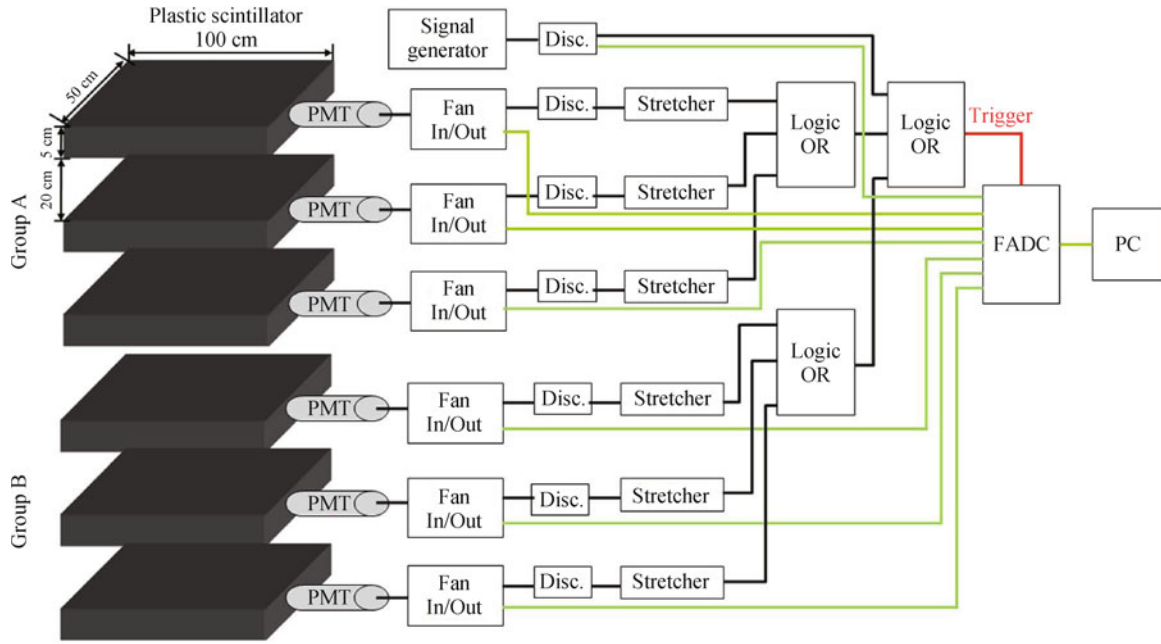 Plastic scintillator
100 cm
50 cm
5 cm
20 cm
Group A
Group B
Signal
generator
Disc.
PMT
Fan
In/Out
Disc.
Stretcher
Logic
OR
Logic
OR
Trigger
PMT
Fan
In/Out
Disc.
Stretcher
FADC
PC
PMT
Fan
In/Out
Disc.
Stretcher
Logic
OR
PMT
Fan
In/Out
Disc.
Stretcher
PMT
Fan
In/Out
Disc.
Stretcher
PMT
Fan
In/Out
Disc.
Stretcher